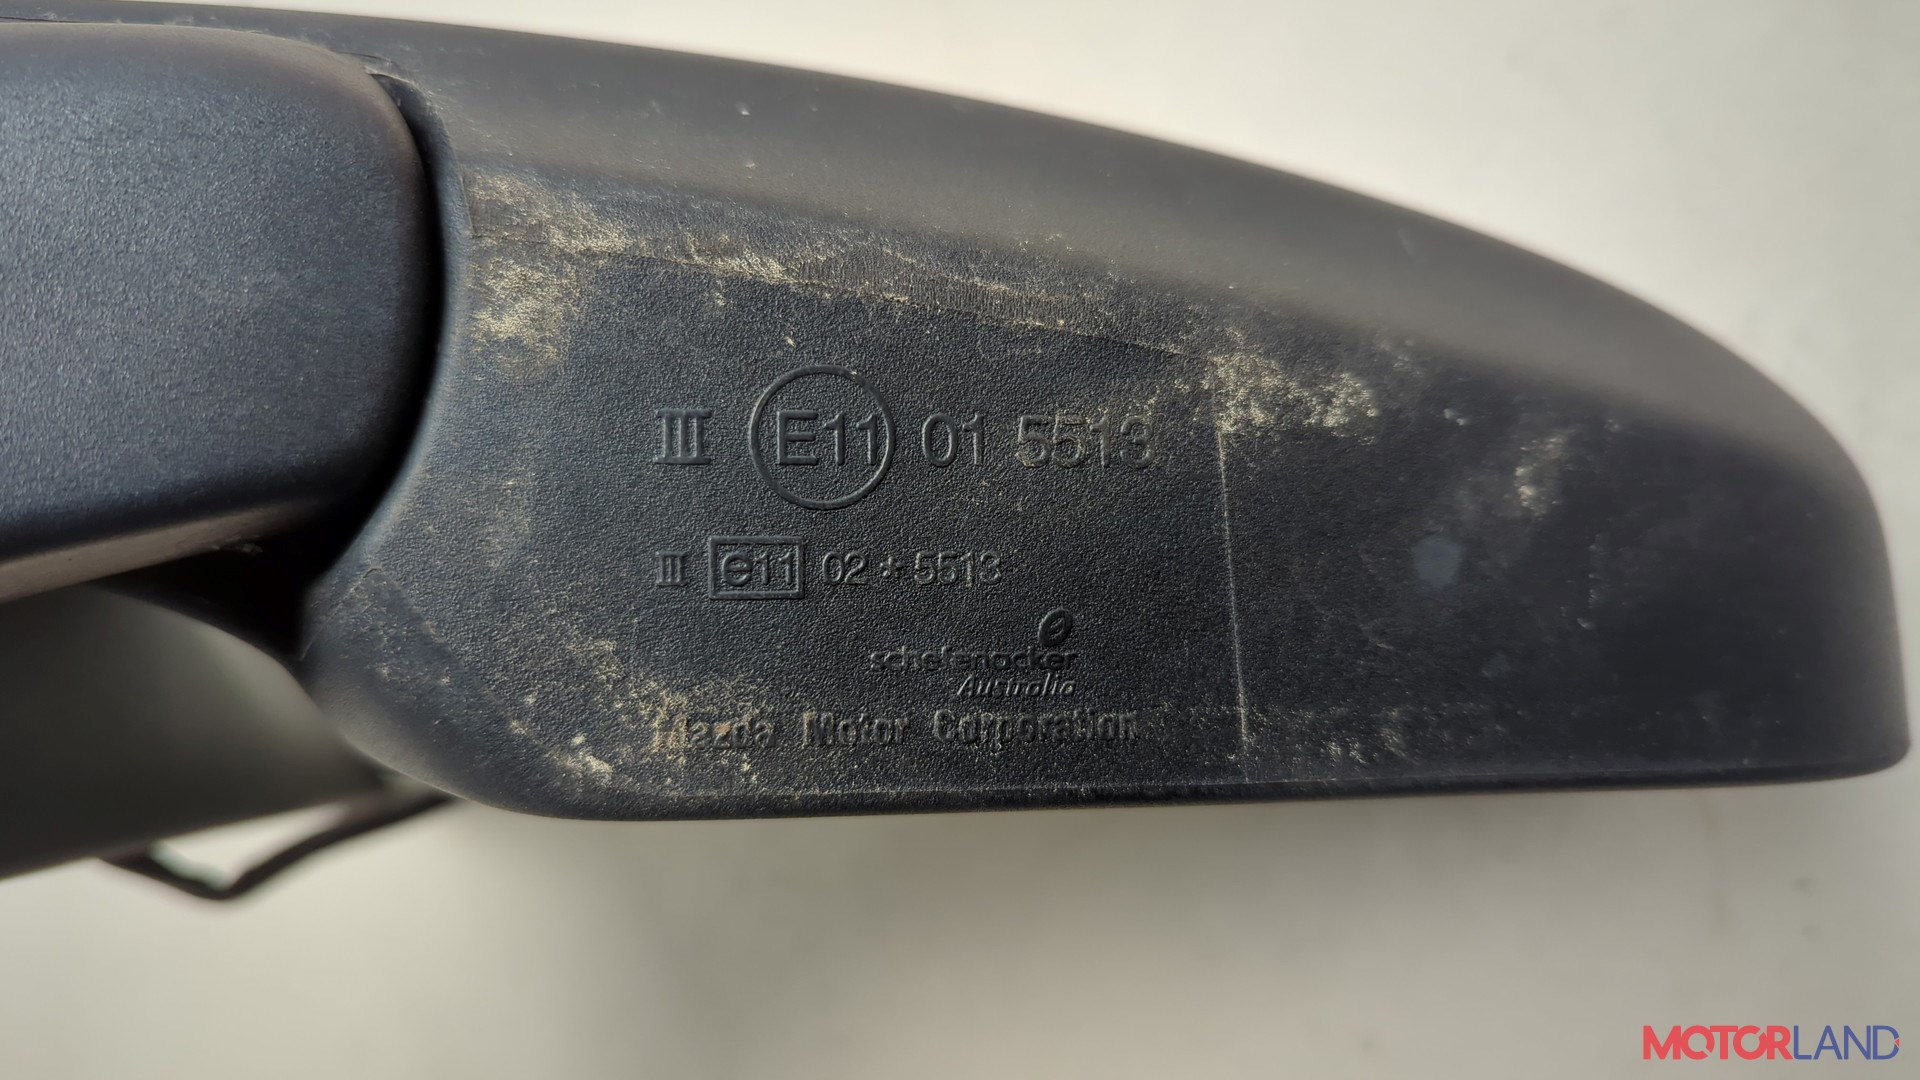 III E11 01 5513
III e11 02 * 5513
schefenacker
Australia
Mazda Motor Corporation
MOTORLAND